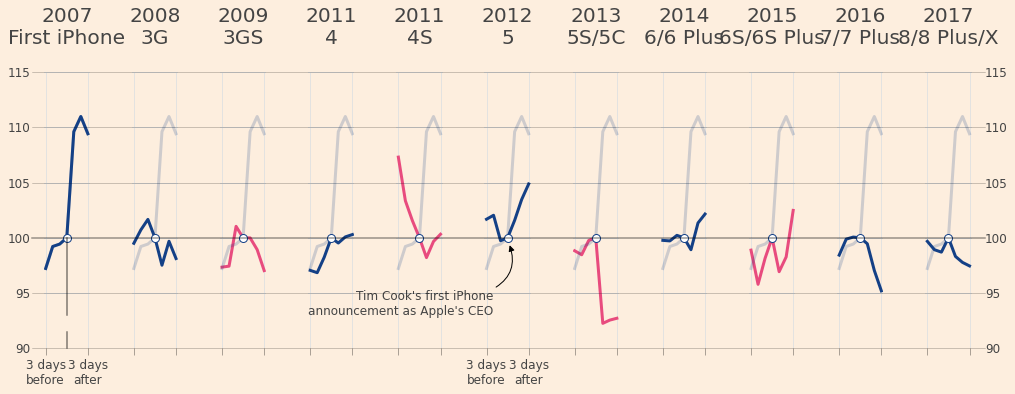 2007 2008 2009 2011 2011 2012 2013 2014 2015 2016 2017
First iPhone 3G 3GS 4 4S 5 5S/5C 6/6 Plus 6S/6S Plus 7/7 Plus 8/8 Plus/X
115 115
110 110
105 105
100 100
95 95
Tim Cook's first iPhone
announcement as Apple's CEO
90 90
3 days 3 days 3 days 3 days
before after before after